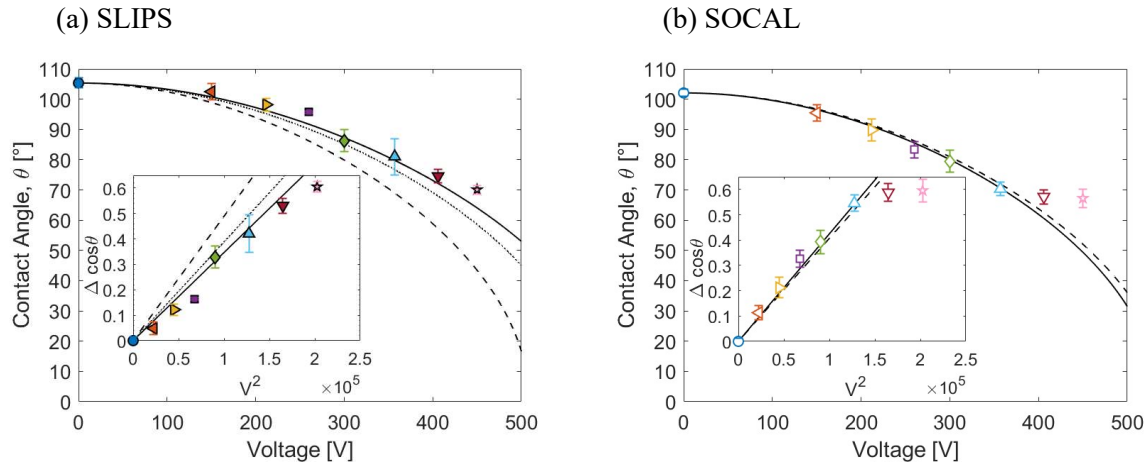 (a) SLIPS
(b) SOCAL
110
100
90
80
70
60
50
40
30
20
10
0
Contact Angle, θ [°]
0 100 200 300 400 500
Voltage [V]
0.6
0.5
0.4
0.3
0.2
0.1
0
Δ cosθ
0 0.5 1 1.5 2 2.5
V²
×10⁵
110
100
90
80
70
60
50
40
30
20
10
0
Contact Angle, θ [°]
0 100 200 300 400 500
Voltage [V]
0.6
0.5
0.4
0.3
0.2
0.1
0
Δ cosθ
0 0.5 1 1.5 2 2.5
V²
×10⁵